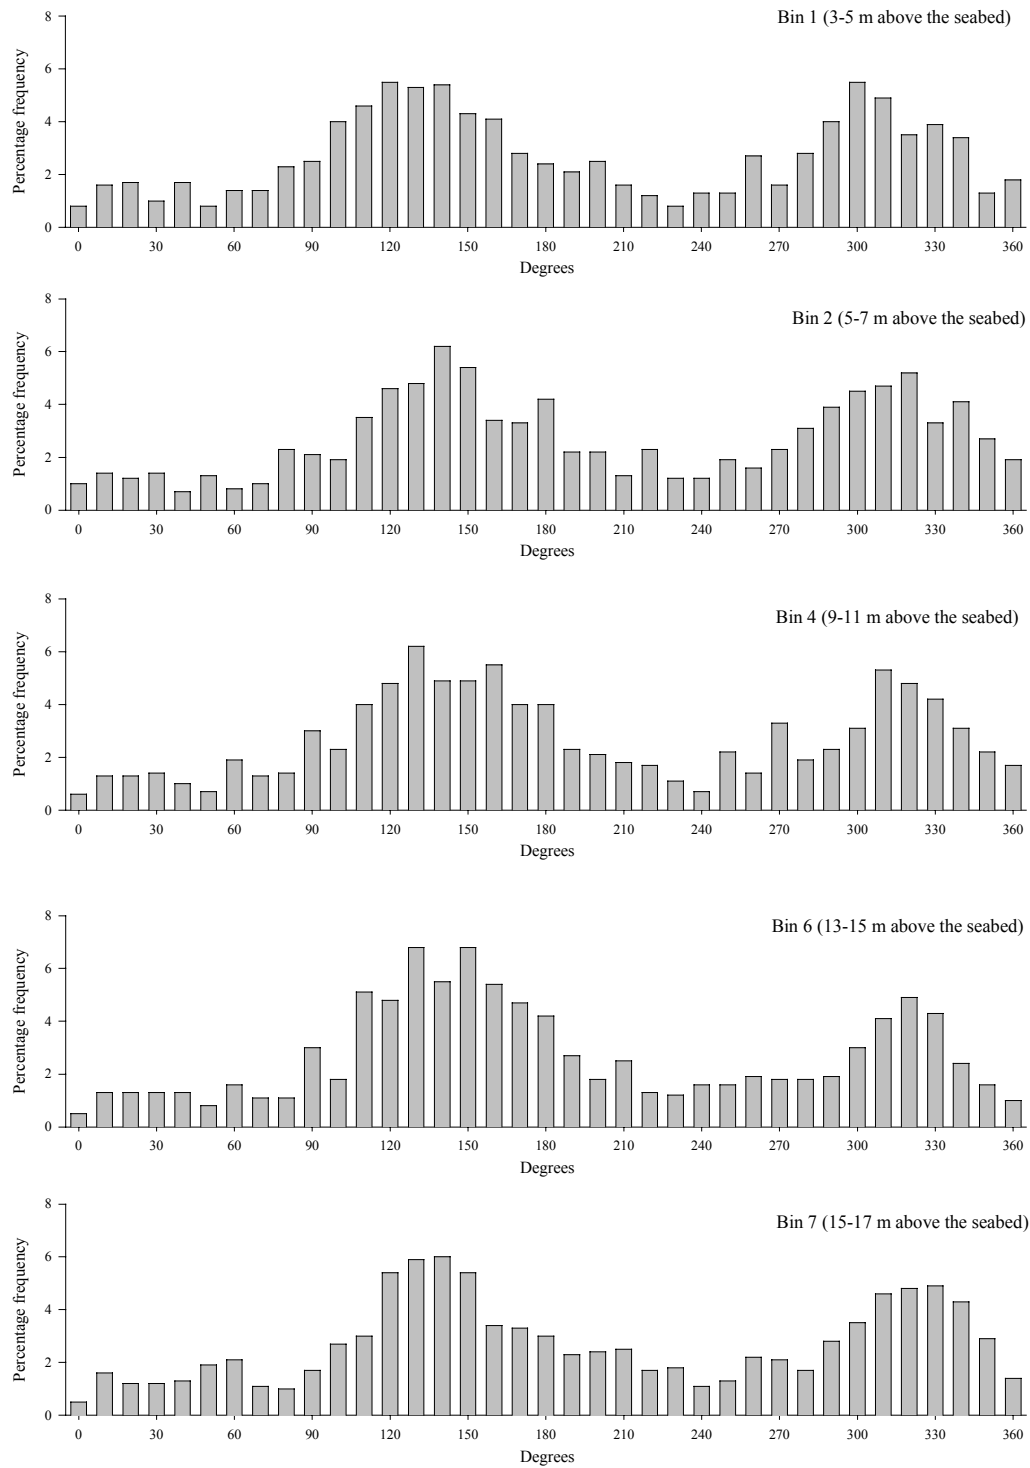 Bin 1 (3-5 m above the seabed)
Percentage frequency
8
6
4
2
0
0 30 60 90 120 150 180 210 240 270 300 330 360
Degrees
Bin 2 (5-7 m above the seabed)
Percentage frequency
8
6
4
2
0
0 30 60 90 120 150 180 210 240 270 300 330 360
Degrees
Bin 4 (9-11 m above the seabed)
Percentage frequency
8
6
4
2
0
0 30 60 90 120 150 180 210 240 270 300 330 360
Degrees
Bin 6 (13-15 m above the seabed)
Percentage frequency
8
6
4
2
0
0 30 60 90 120 150 180 210 240 270 300 330 360
Degrees
Bin 7 (15-17 m above the seabed)
Percentage frequency
8
6
4
2
0
0 30 60 90 120 150 180 210 240 270 300 330 360
Degrees